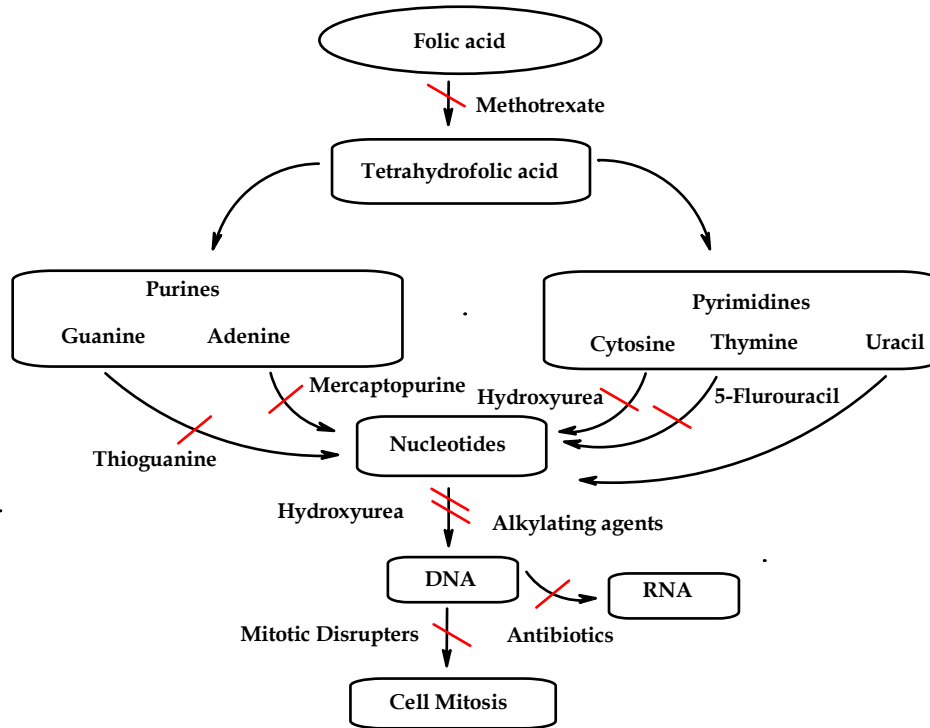 Folic acid
Methotrexate
Tetrahydrofolic acid
Purines
Guanine Adenine
Pyrimidines
Cytosine Thymine Uracil
Mercaptopurine
Hydroxyurea
5-Flurouracil
Thioguanine
Nucleotides
Hydroxyurea
Alkylating agents
DNA
RNA
Mitotic Disrupters
Antibiotics
Cell Mitosis